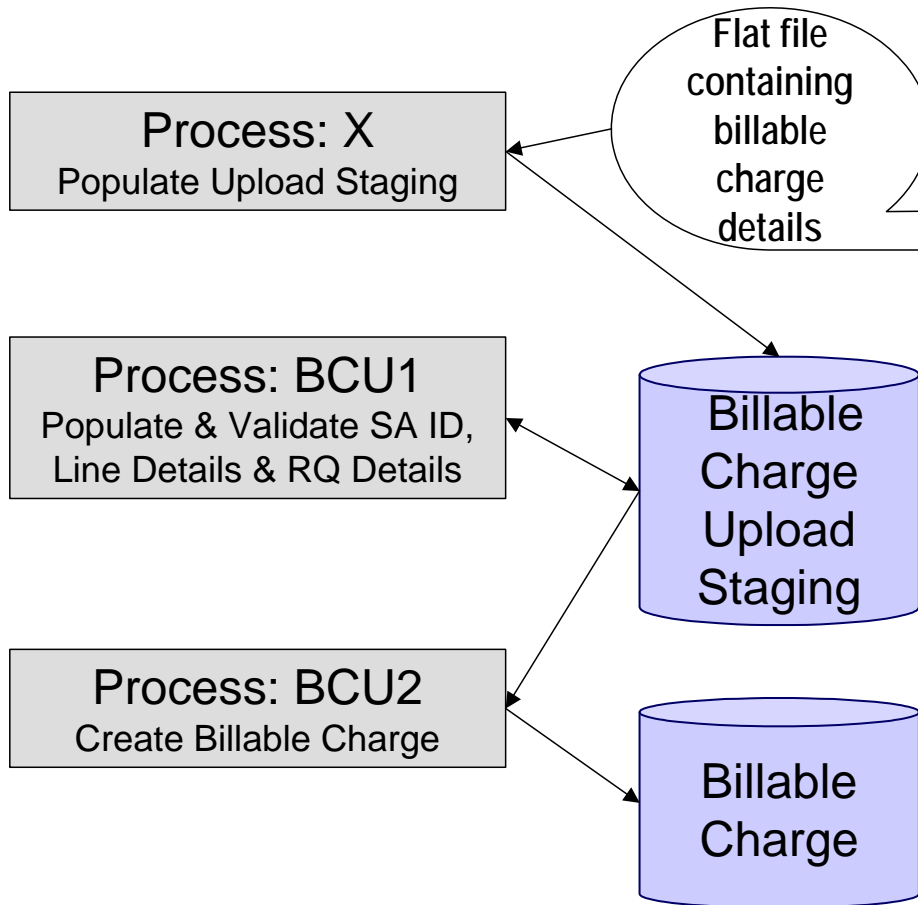 Flat file
containing
billable
charge
details
Process: X
Populate Upload Staging
Process: BCU1
Populate & Validate SA ID,
Line Details & RQ Details
Billable
Charge
Upload
Staging
Process: BCU2
Create Billable Charge
Billable
Charge